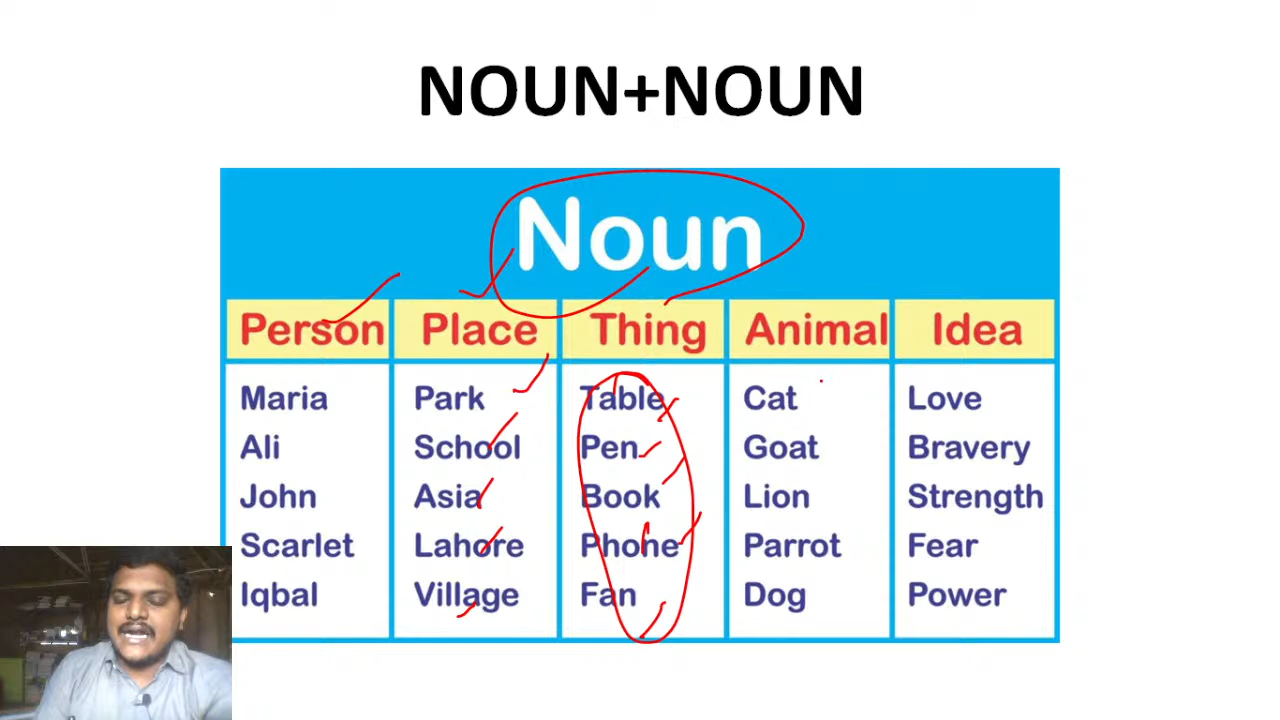 NOUN+NOUN
Noun
Person Place Thing Animal Idea
Maria Park Table Cat Love
Ali School Pen Goat Bravery
John Asia Book Lion Strength
Scarlet Lahore Phone Parrot Fear
Iqbal Village Fan Dog Power